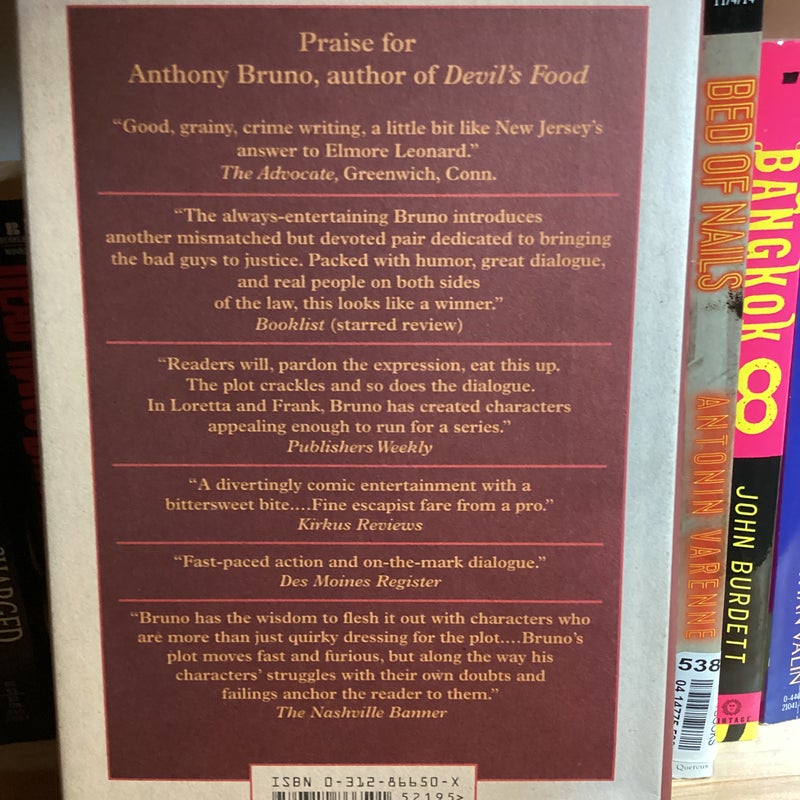 Praise for
Anthony Bruno, author of Devil's Food
“Good, grainy, crime writing, a little bit like New Jersey's
answer to Elmore Leonard.”
The Advocate, Greenwich, Conn.
“The always-entertaining Bruno introduces
another mismatched but devoted pair dedicated to bringing
the bad guys to justice. Packed with humor, great dialogue,
and real people on both sides
of the law, this looks like a winner.”
Booklist (starred review)
“Readers will, pardon the expression, eat this up.
The plot crackles and so does the dialogue.
In Loretta and Frank, Bruno has created characters
appealing enough to run for a series.”
Publishers Weekly
“A divertingly comic entertainment with a
bittersweet bite....Fine escapist fare from a pro.”
Kirkus Reviews
“Fast-paced action and on-the-mark dialogue.”
Des Moines Register
“Bruno has the wisdom to flesh it out with characters who
are more than just quirky dressing for the plot....Bruno's
plot moves fast and furious, but along the way his
characters' struggles with their own doubts and
failings anchor the reader to them.”
The Nashville Banner
ISBN 0-312-86650-X
52195>
BED OF NAILS
ANTONIN VARENNE
538
Quercus
BANGKOK 8
JOHN BURDETT